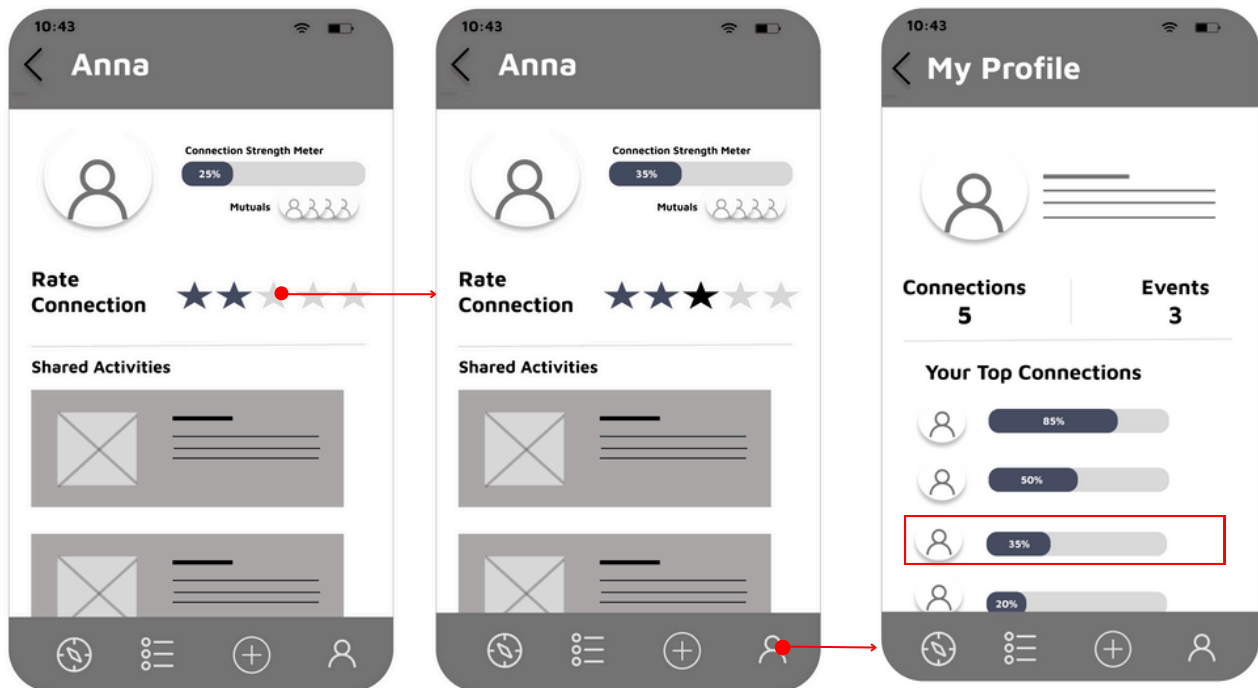 10:43
Anna
Connection Strength Meter
25%
Mutuals
Rate
Connection
Shared Activities
10:43
Anna
Connection Strength Meter
35%
Mutuals
Rate
Connection
Shared Activities
10:43
My Profile
Connections
5
Events
3
Your Top Connections
85%
50%
35%
20%